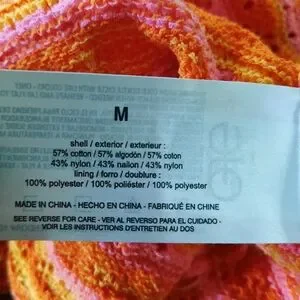 M
shell / exterior / exterieur :
57% cotton / 57% algodón / 57% coton
43% nylon / 43% nailon / 43% nylon
lining / forro / doublure :
100% polyester / 100% poliéster / 100% polyester
MADE IN CHINA - HECHO EN CHINA - FABRIQUÉ EN CHINE
SEE REVERSE FOR CARE - VER AL REVERSO PARA EL CUIDADO -
VOIR LES INSTRUCTIONS D'ENTRETIEN AU DOS